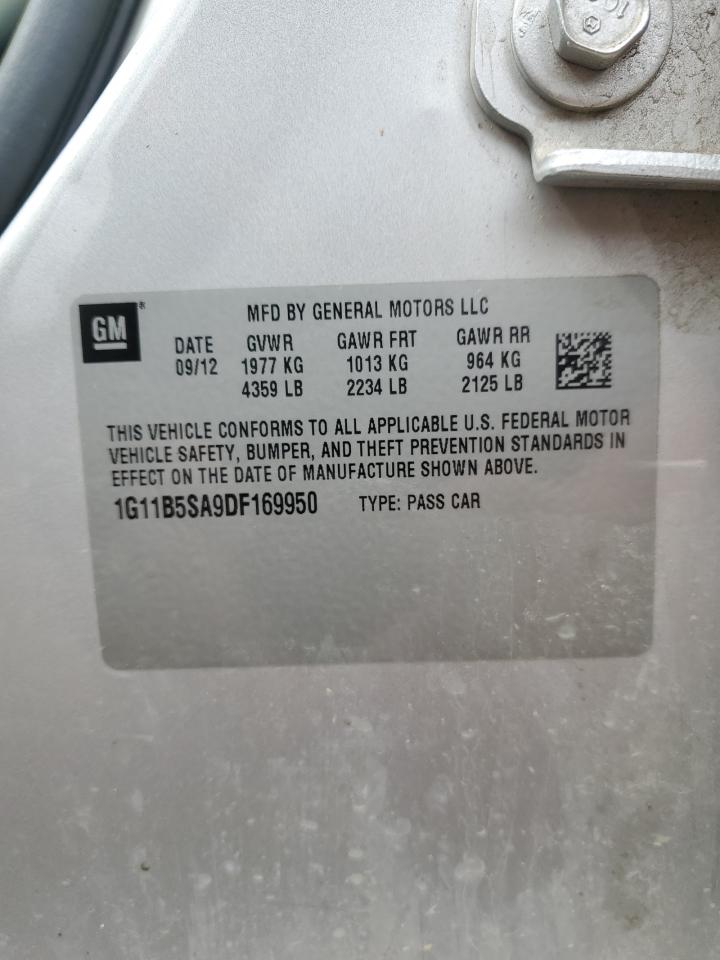 GM
MFD BY GENERAL MOTORS LLC
DATE GVWR GAWR FRT GAWR RR
09/12 1977 KG 1013 KG 964 KG
4359 LB 2234 LB 2125 LB
THIS VEHICLE CONFORMS TO ALL APPLICABLE U.S. FEDERAL MOTOR
VEHICLE SAFETY, BUMPER, AND THEFT PREVENTION STANDARDS IN
EFFECT ON THE DATE OF MANUFACTURE SHOWN ABOVE.
1G11B5SA9DF169950 TYPE: PASS CAR